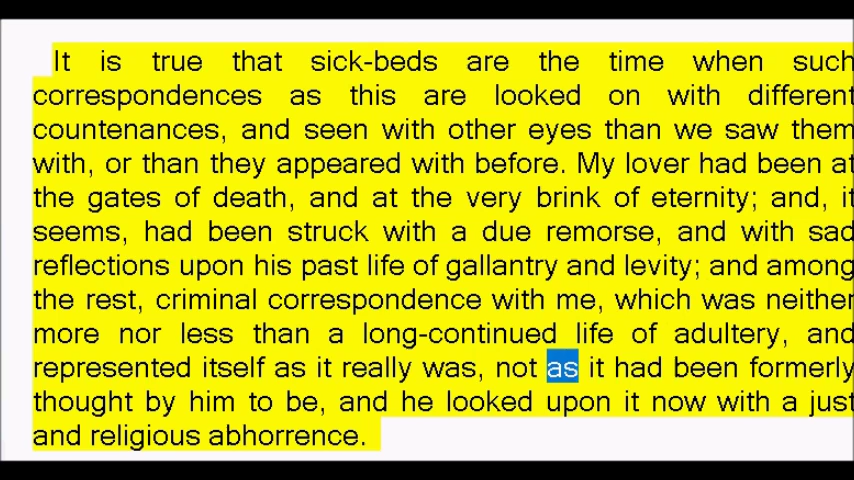 It is true that sick-beds are the time when such
correspondences as this are looked on with different
countenances, and seen with other eyes than we saw them
with, or than they appeared with before. My lover had been at
the gates of death, and at the very brink of eternity; and, it
seems, had been struck with a due remorse, and with sad
reflections upon his past life of gallantry and levity; and among
the rest, criminal correspondence with me, which was neither
more nor less than a long-continued life of adultery, and
represented itself as it really was, not as it had been formerly
thought by him to be, and he looked upon it now with a just
and religious abhorrence.